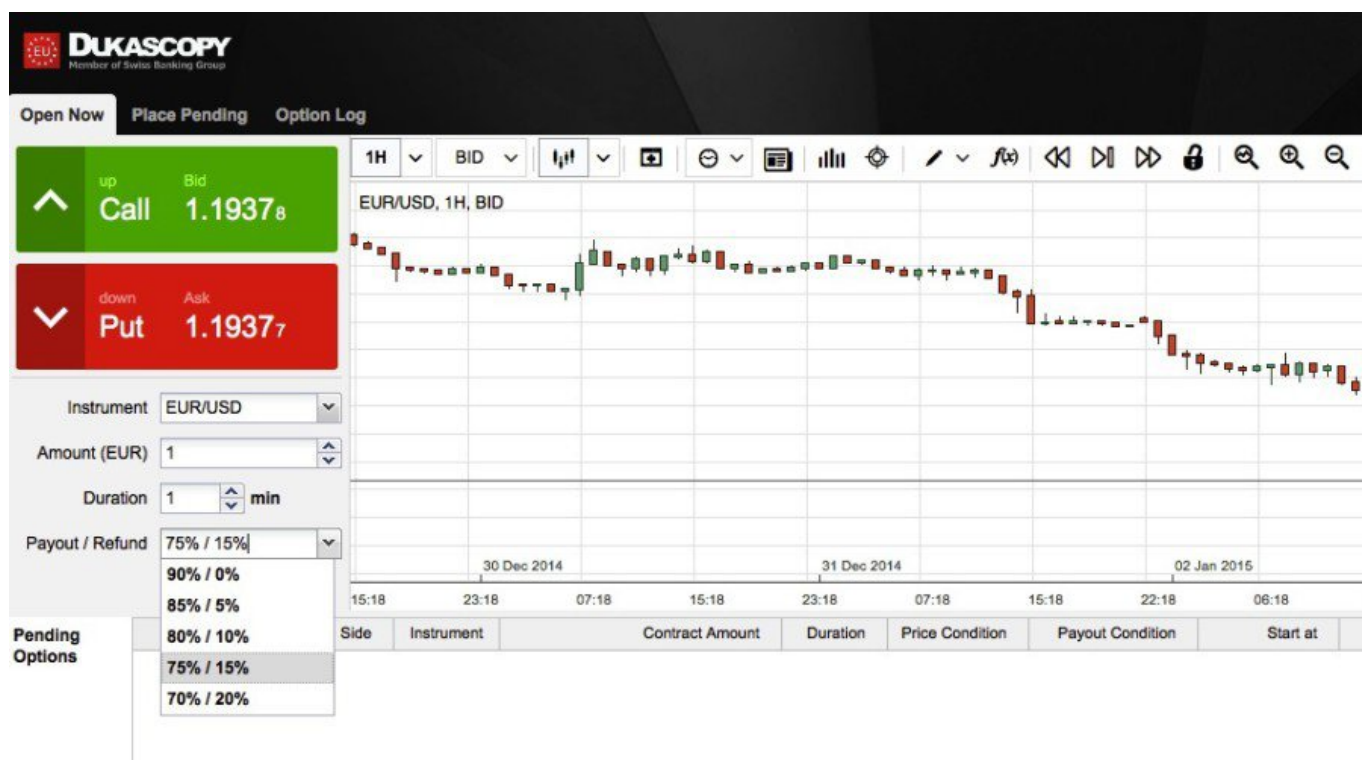 EU
DUKASCOPY
Member of Swiss Banking Group
Open Now Place Pending Option Log
up Bid
Call 1.19378
down Ask
Put 1.19377
Instrument EUR/USD
Amount (EUR) 1
Duration 1 min
Payout / Refund 75% / 15%
90% / 0%
85% / 5%
80% / 10%
75% / 15%
70% / 20%
1H BID f(x)
EUR/USD, 1H, BID
30 Dec 2014 31 Dec 2014 02 Jan 2015
15:18 23:18 07:18 15:18 23:18 07:18 15:18 22:18 06:18
Pending
Options
Side Instrument Contract Amount Duration Price Condition Payout Condition Start at